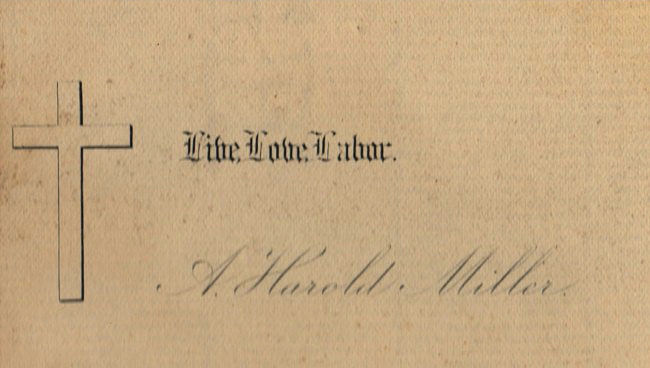 Live, Love, Labor.
A. Harold Miller.